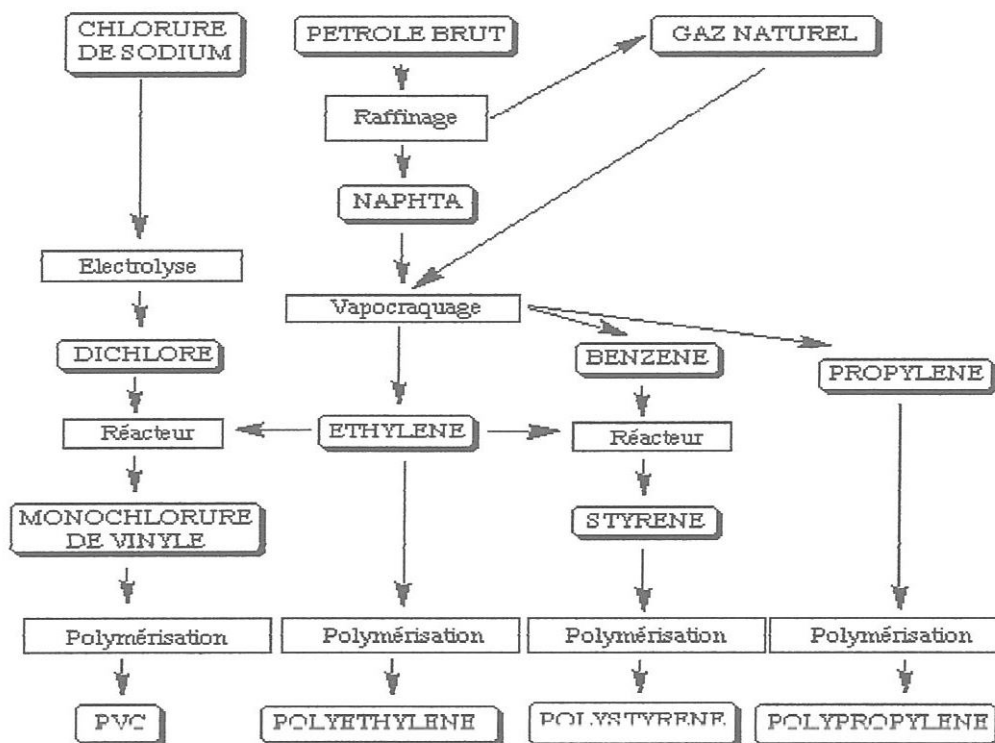 CHLORURE
DE SODIUM
PETROLE BRUT
GAZ NATUREL
Raffinage
NAPHTA
Electrolyse
Vapocraquage
DICHLORE
BENZENE
PROPYLENE
Réacteur
ETHYLENE
Réacteur
MONOCHLORURE
DE VINYLE
STYRENE
Polymérisation
Polymérisation
Polymérisation
Polymérisation
PVC
POLYETHYLENE
POLYSTYRENE
POLYPROPYLENE